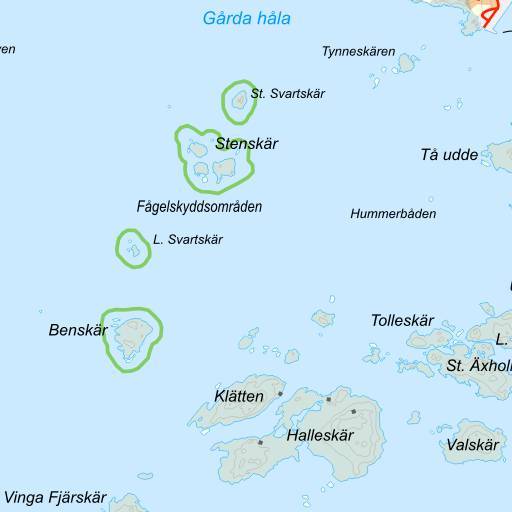 Gårda håla
Tynneskären
ven
St. Svartskär
Stenskär
Tå udde
Fågelskyddsområden
Hummerbåden
L. Svartskär
Tolleskär
Benskär
L.
St. Äxhol
Klätten
Halleskär
Valskär
Vinga Fjärskär